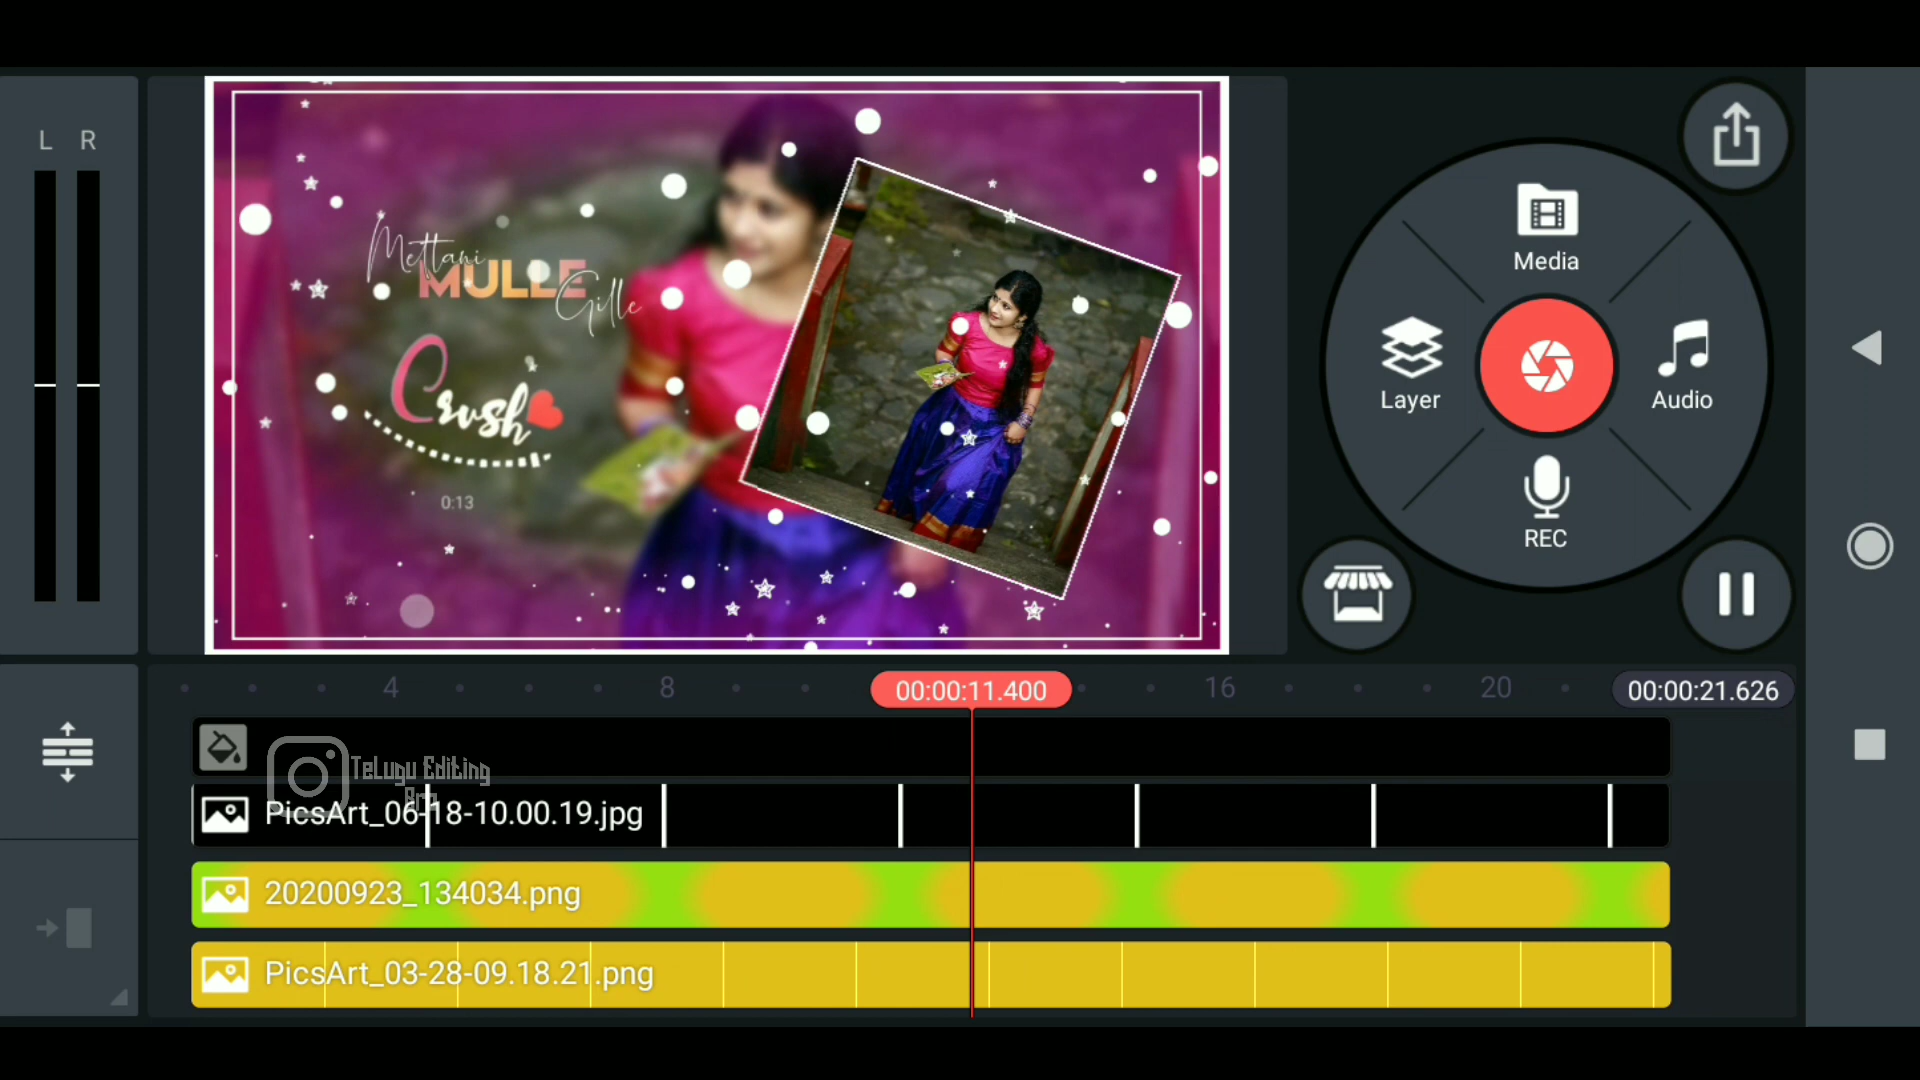 L R
Mettani
MULLE
Gille
Crush
0:13
Media
Layer
Audio
REC
4 8 00:00:11.400 16 20 00:00:21.626
TeLugu Editing
Bro
PicsArt_06-18-10.00.19.jpg
20200923_134034.png
PicsArt_03-28-09.18.21.png